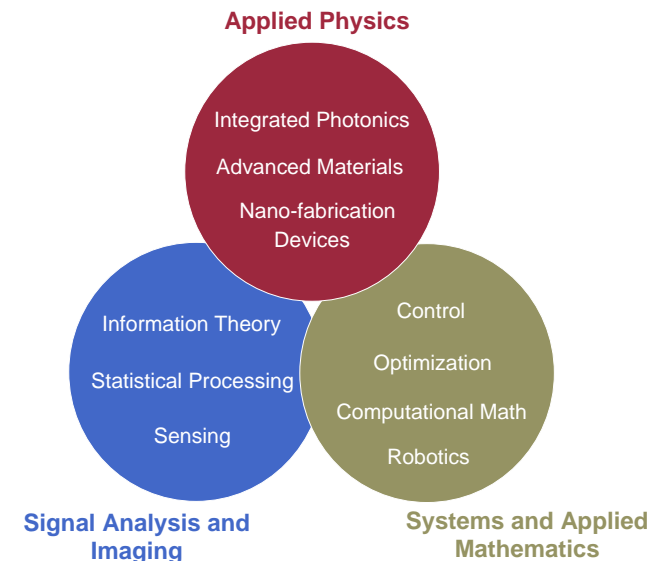 Applied Physics
Integrated Photonics
Advanced Materials
Nano-fabrication
Devices
Information Theory
Statistical Processing
Sensing
Control
Optimization
Computational Math
Robotics
Signal Analysis and
Imaging
Systems and Applied
Mathematics